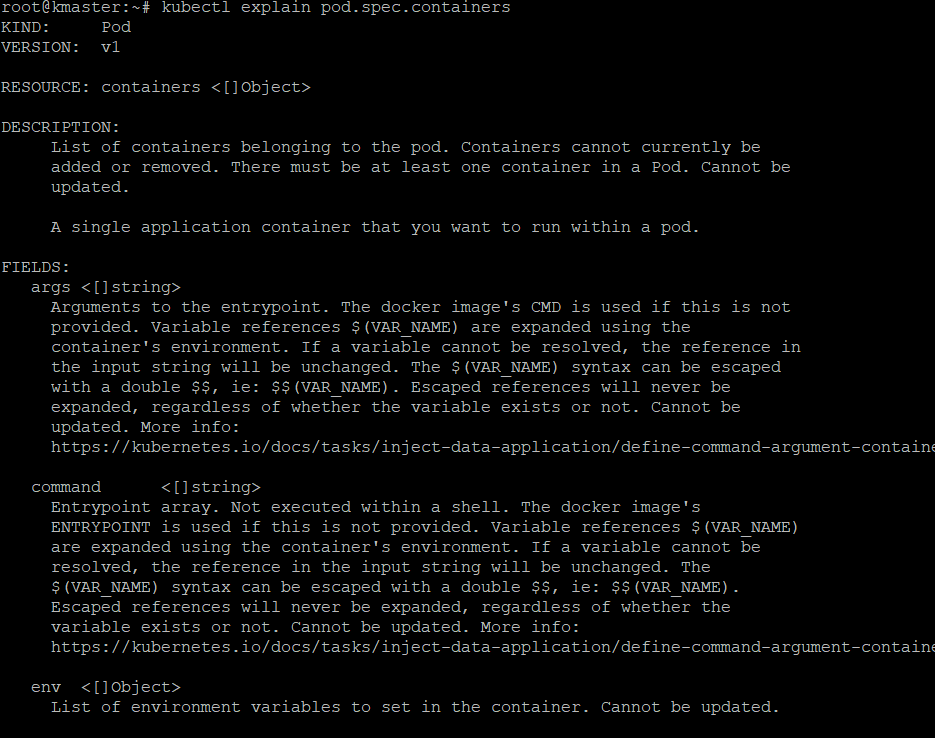 root@kmaster:~# kubectl explain pod.spec.containers
KIND:     Pod
VERSION:  v1

RESOURCE: containers <[]Object>

DESCRIPTION:
     List of containers belonging to the pod. Containers cannot currently be
     added or removed. There must be at least one container in a Pod. Cannot be
     updated.

     A single application container that you want to run within a pod.

FIELDS:
   args <[]string>
     Arguments to the entrypoint. The docker image's CMD is used if this is not
     provided. Variable references $(VAR_NAME) are expanded using the
     container's environment. If a variable cannot be resolved, the reference in
     the input string will be unchanged. The $(VAR_NAME) syntax can be escaped
     with a double $$, ie: $$(VAR_NAME). Escaped references will never be
     expanded, regardless of whether the variable exists or not. Cannot be
     updated. More info:
     https://kubernetes.io/docs/tasks/inject-data-application/define-command-argument-containe

   command      <[]string>
     Entrypoint array. Not executed within a shell. The docker image's
     ENTRYPOINT is used if this is not provided. Variable references $(VAR_NAME)
     are expanded using the container's environment. If a variable cannot be
     resolved, the reference in the input string will be unchanged. The
     $(VAR_NAME) syntax can be escaped with a double $$, ie: $$(VAR_NAME).
     Escaped references will never be expanded, regardless of whether the
     variable exists or not. Cannot be updated. More info:
     https://kubernetes.io/docs/tasks/inject-data-application/define-command-argument-containe

   env  <[]Object>
     List of environment variables to set in the container. Cannot be updated.